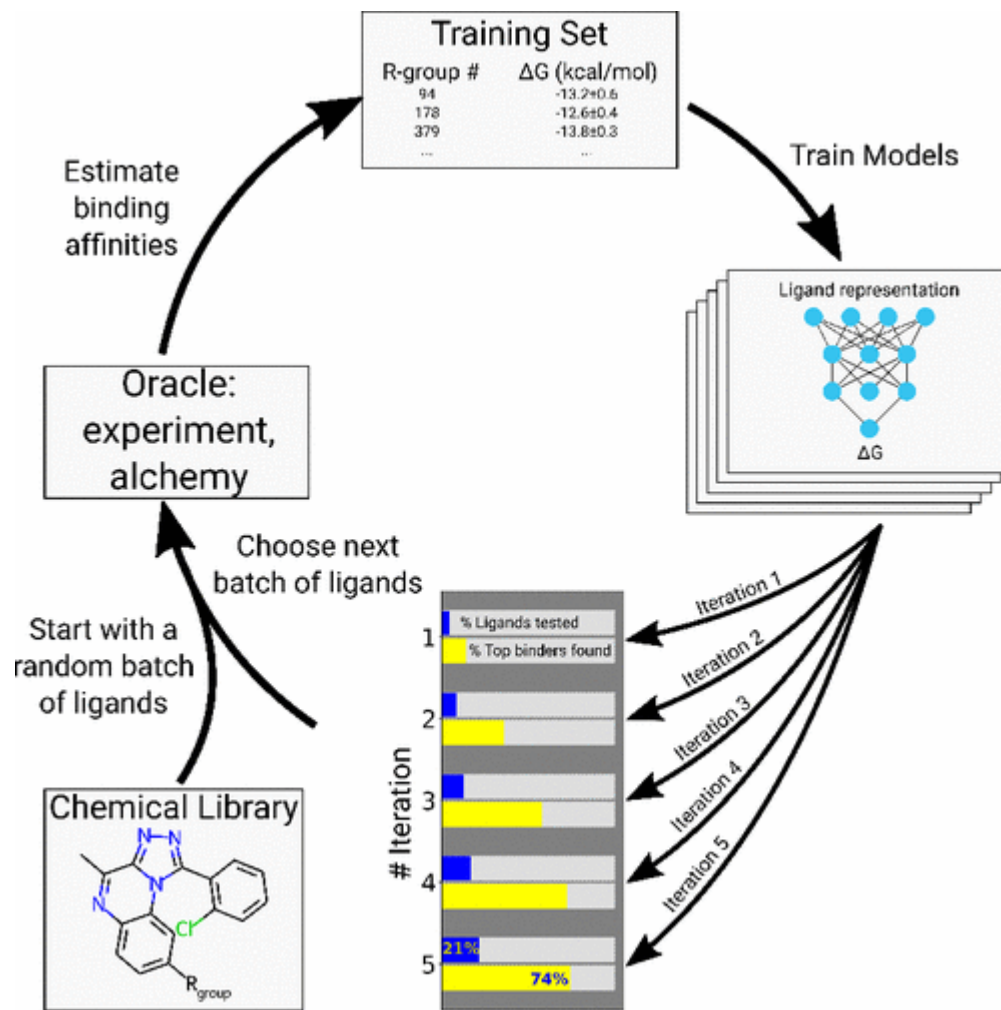 Training Set
R-group # ΔG (kcal/mol)
94 -13.2±0.6
178 -12.6±0.4
379 -13.8±0.3
... ...
Train Models
Estimate
binding
affinities
Ligand representation
ΔG
Oracle:
experiment,
alchemy
Choose next
batch of ligands
Start with a
random batch
of ligands
Iteration 1
Iteration 2
Iteration 3
Iteration 4
Iteration 5
# Iteration
1
% Ligands tested
% Top binders found
2
3
4
5
21%
74%
Chemical Library
N N
N
N
Cl
Rgroup